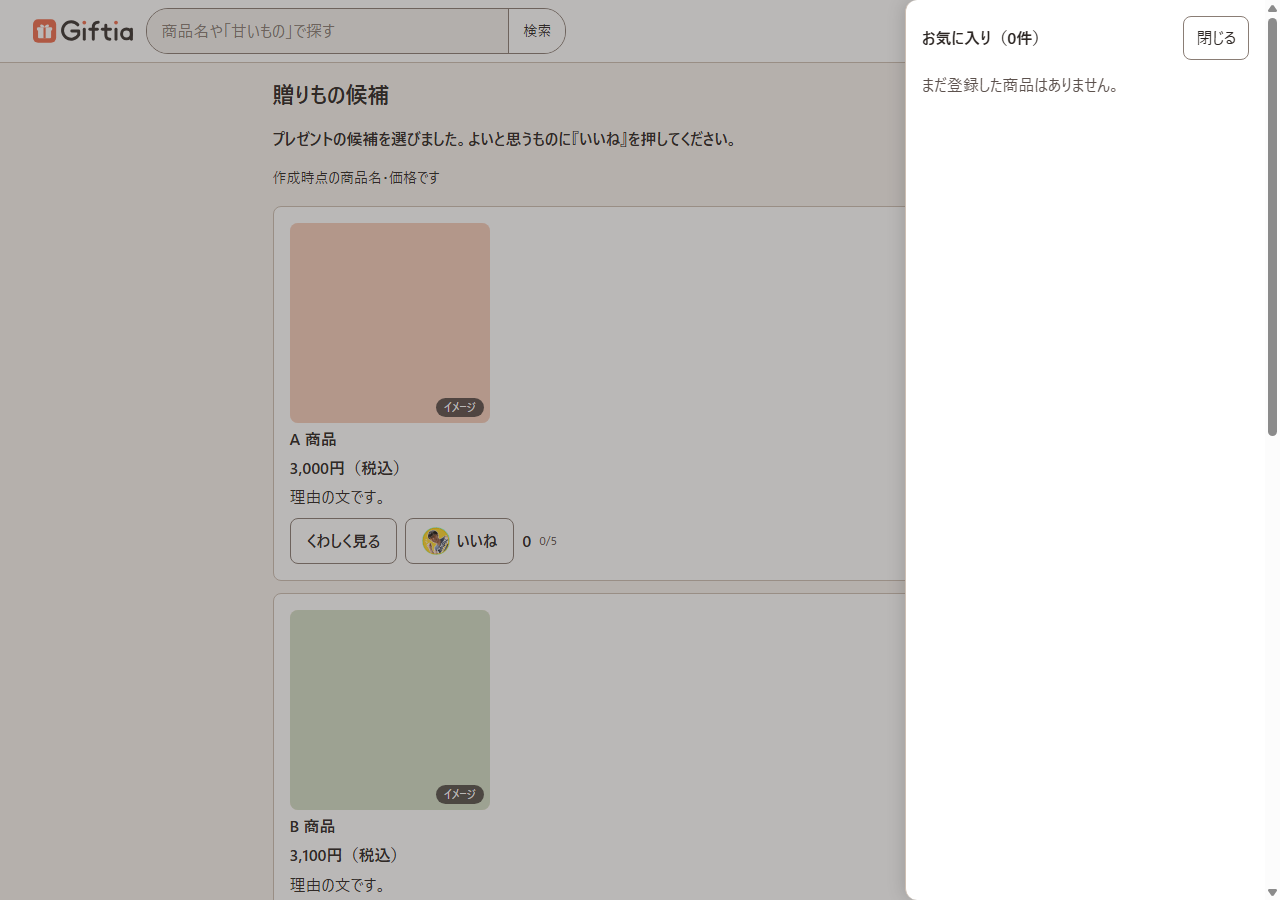 Giftia
商品名や「甘いもの」で探す
検索
贈りもの候補
プレゼントの候補を選びました。よいと思うものに『いいね』を押してください。
作成時点の商品名・価格です
イメージ
A 商品
3,000円（税込）
理由の文です。
くわしく見る
いいね
0
0/5
イメージ
B 商品
3,100円（税込）
理由の文です。
お気に入り（0件）
閉じる
まだ登録した商品はありません。